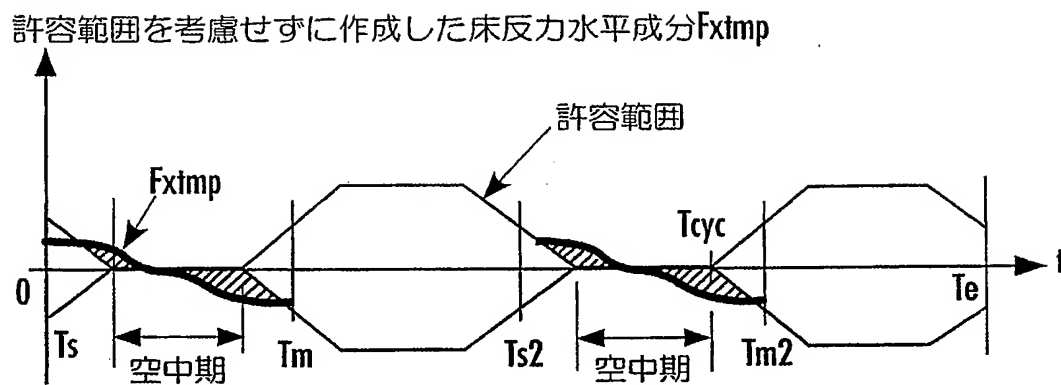 許容範囲を考慮せずに作成した床反力水平成分Fxtmp
許容範囲
Fxtmp
Tcyc
t
0
Te
Ts
Tm
Ts2
Tm2
空中期
空中期